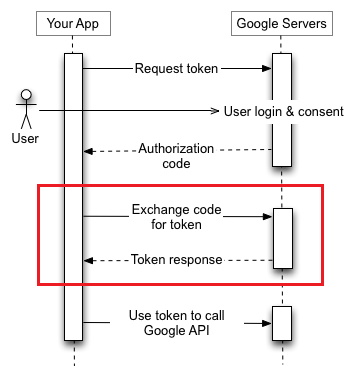 Your App
Google Servers
Request token
User login & consent
User
Authorization
code
Exchange code
for token
Token response
Use token to call
Google API